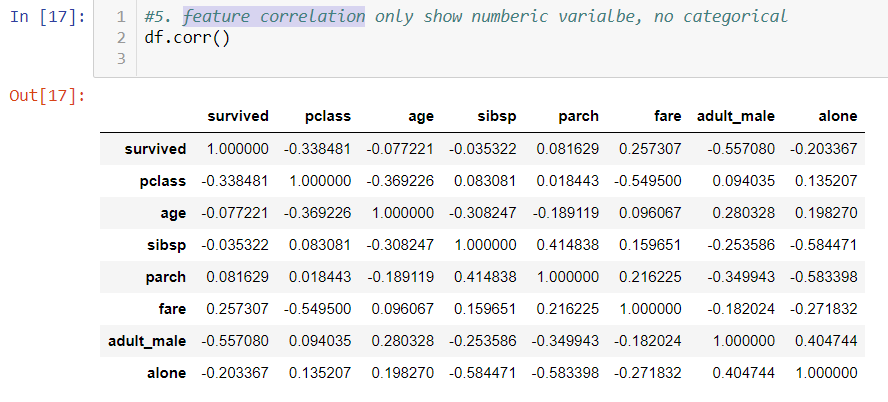 In [17]: 1 #5. feature correlation only show numberic varialbe, no categorical
2 df.corr()
3
Out[17]:
survived pclass age sibsp parch fare adult_male alone
survived 1.000000 -0.338481 -0.077221 -0.035322 0.081629 0.257307 -0.557080 -0.203367
pclass -0.338481 1.000000 -0.369226 0.083081 0.018443 -0.549500 0.094035 0.135207
age -0.077221 -0.369226 1.000000 -0.308247 -0.189119 0.096067 0.280328 0.198270
sibsp -0.035322 0.083081 -0.308247 1.000000 0.414838 0.159651 -0.253586 -0.584471
parch 0.081629 0.018443 -0.189119 0.414838 1.000000 0.216225 -0.349943 -0.583398
fare 0.257307 -0.549500 0.096067 0.159651 0.216225 1.000000 -0.182024 -0.271832
adult_male -0.557080 0.094035 0.280328 -0.253586 -0.349943 -0.182024 1.000000 0.404744
alone -0.203367 0.135207 0.198270 -0.584471 -0.583398 -0.271832 0.404744 1.000000